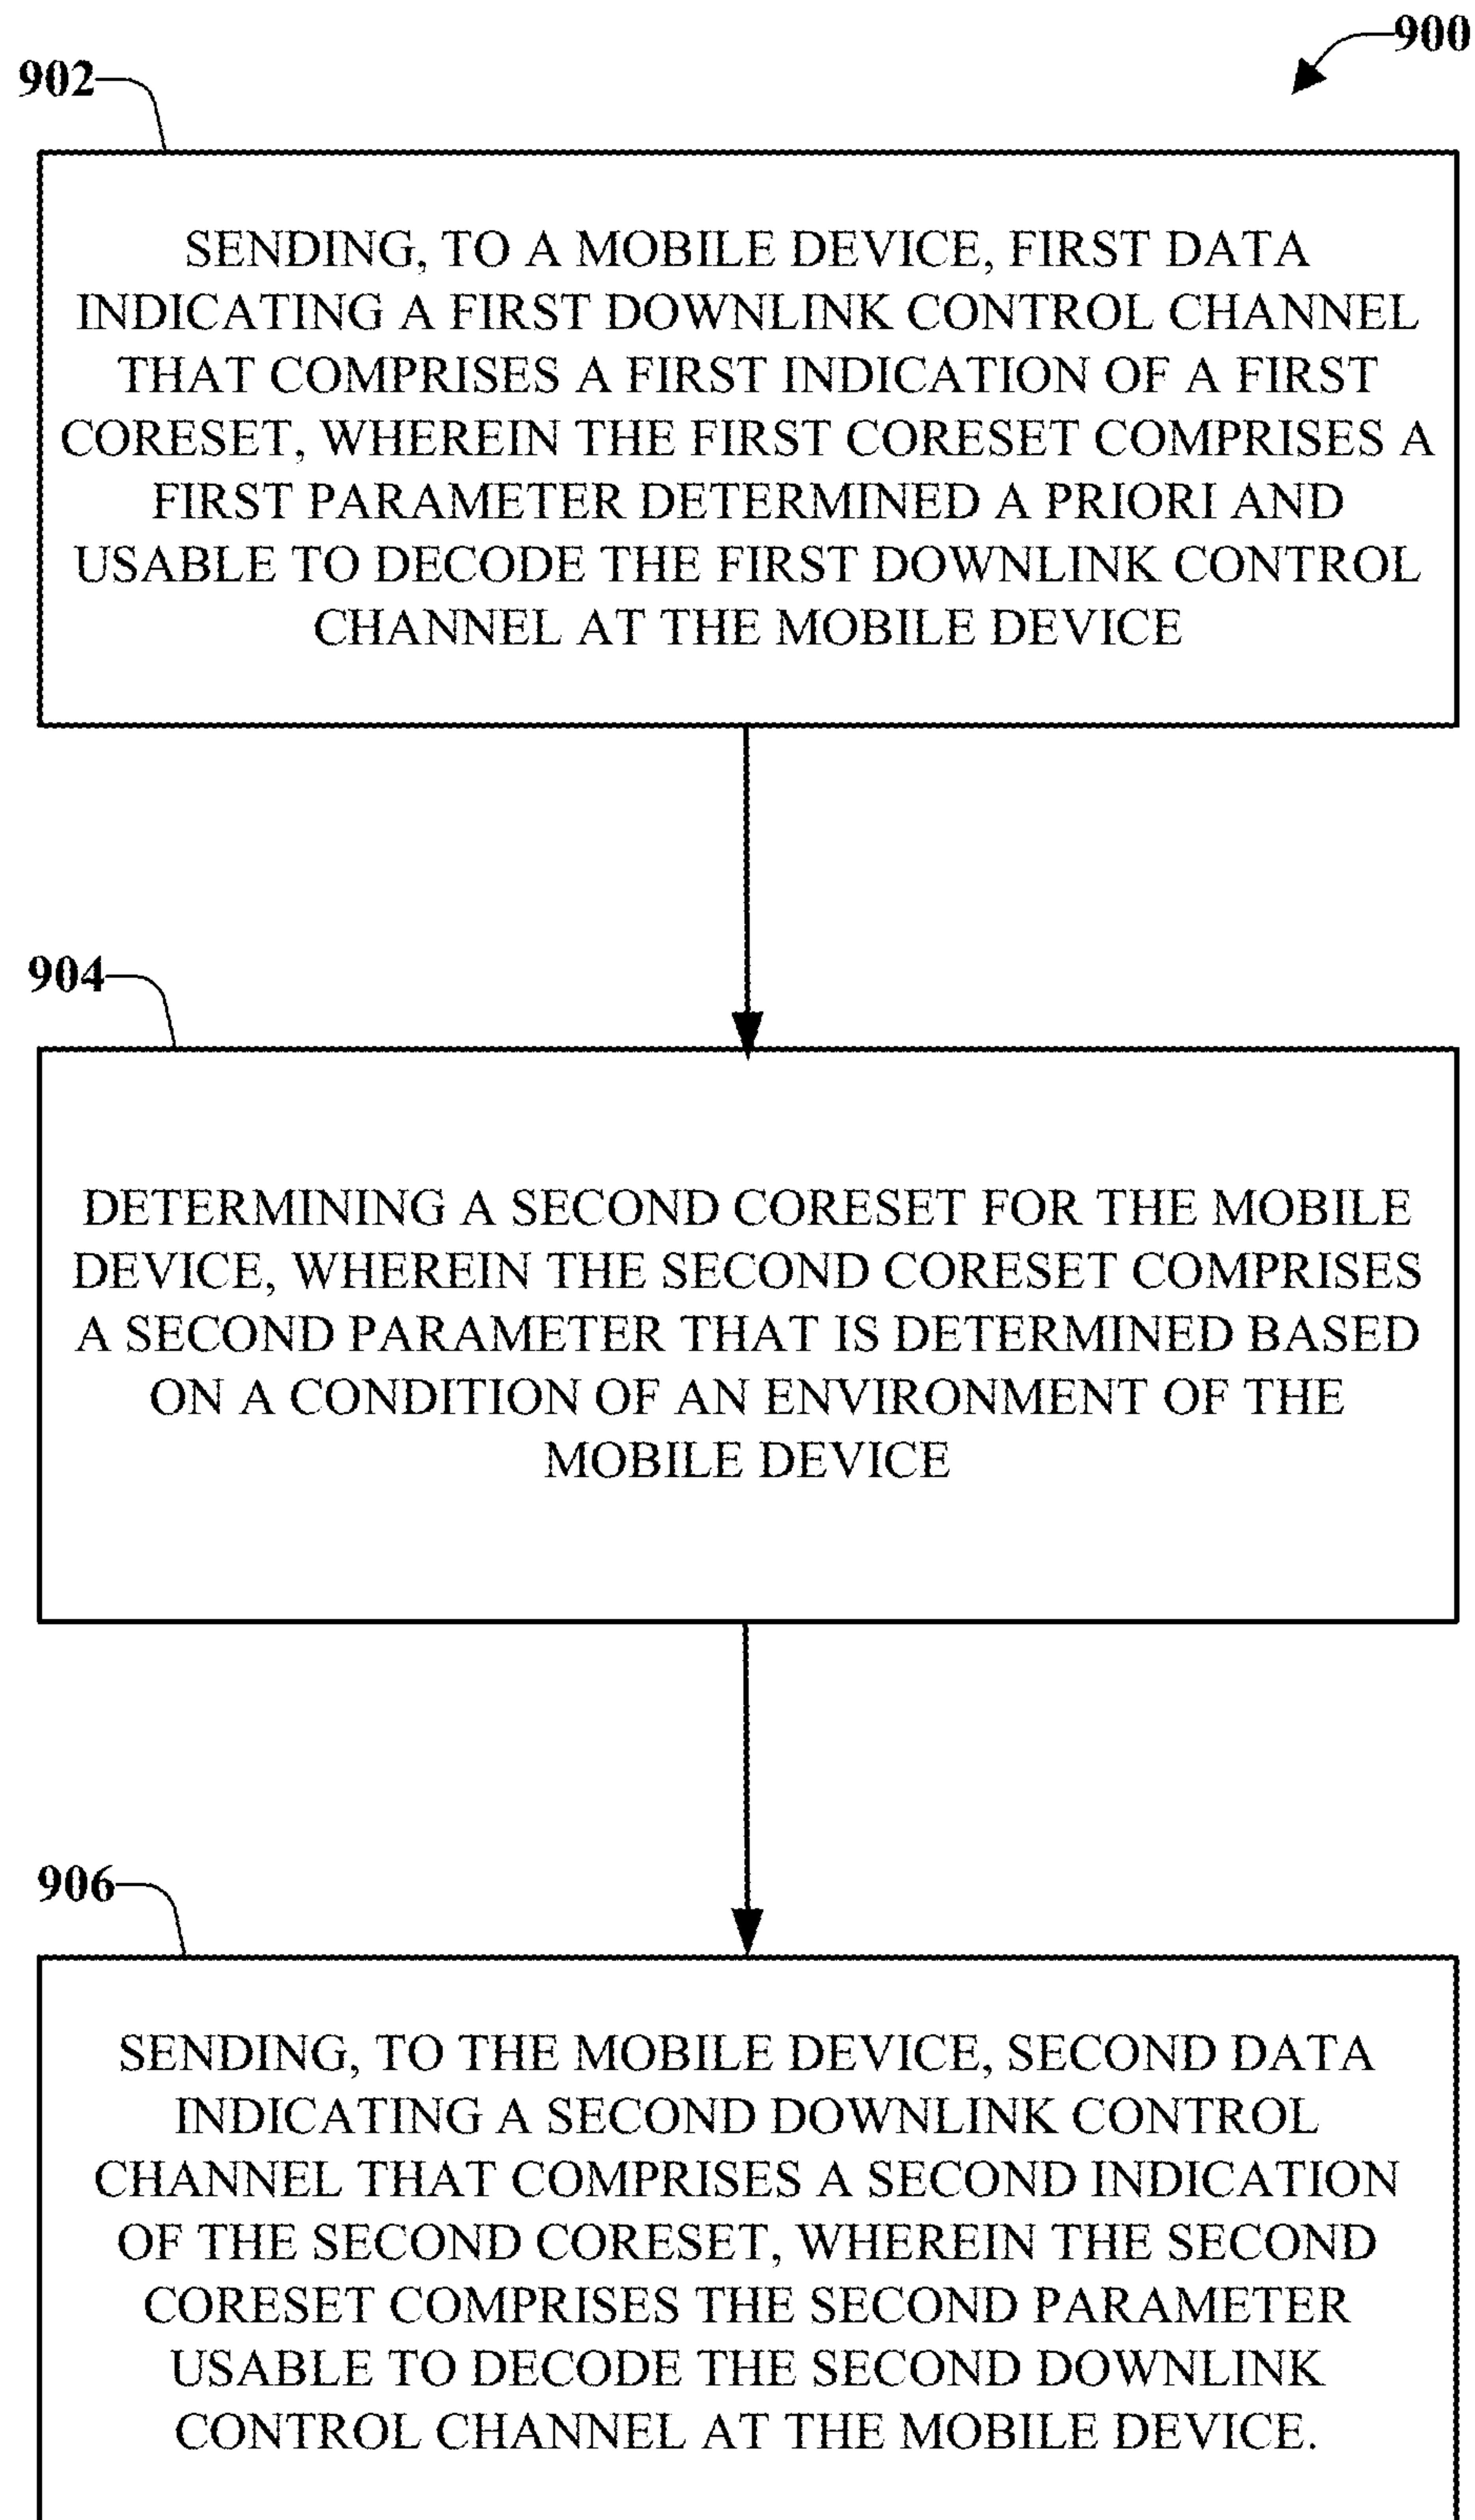 900
902
SENDING, TO A MOBILE DEVICE, FIRST DATA
INDICATING A FIRST DOWNLINK CONTROL CHANNEL
THAT COMPRISES A FIRST INDICATION OF A FIRST
CORESET, WHEREIN THE FIRST CORESET COMPRISES A
FIRST PARAMETER DETERMINED A PRIORI AND
USABLE TO DECODE THE FIRST DOWNLINK CONTROL
CHANNEL AT THE MOBILE DEVICE
904
DETERMINING A SECOND CORESET FOR THE MOBILE
DEVICE, WHEREIN THE SECOND CORESET COMPRISES
A SECOND PARAMETER THAT IS DETERMINED BASED
ON A CONDITION OF AN ENVIRONMENT OF THE
MOBILE DEVICE
906
SENDING, TO THE MOBILE DEVICE, SECOND DATA
INDICATING A SECOND DOWNLINK CONTROL
CHANNEL THAT COMPRISES A SECOND INDICATION
OF THE SECOND CORESET, WHEREIN THE SECOND
CORESET COMPRISES THE SECOND PARAMETER
USABLE TO DECODE THE SECOND DOWNLINK
CONTROL CHANNEL AT THE MOBILE DEVICE.